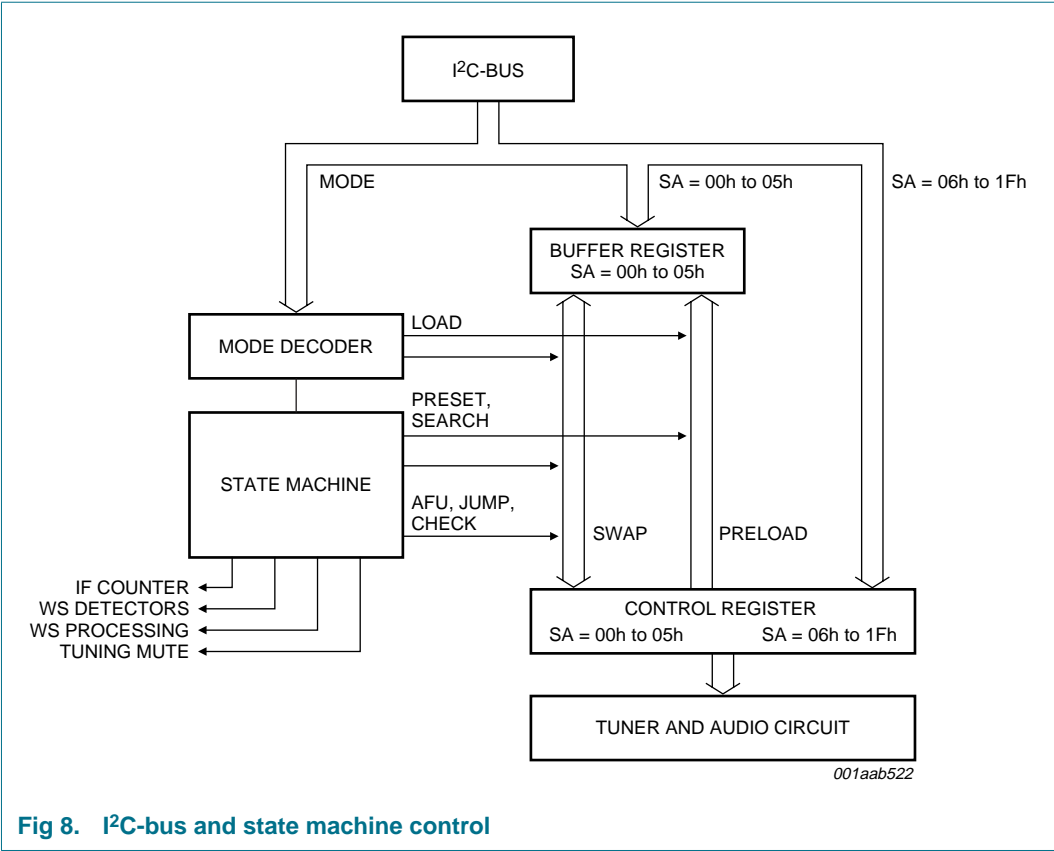 I2C-BUS
MODE
SA = 00h to 05h
SA = 06h to 1Fh
BUFFER REGISTER
SA = 00h to 05h
MODE DECODER
LOAD
PRESET,
SEARCH
STATE MACHINE
AFU, JUMP,
CHECK
SWAP
PRELOAD
IF COUNTER
WS DETECTORS
WS PROCESSING
TUNING MUTE
CONTROL REGISTER
SA = 00h to 05h
SA = 06h to 1Fh
TUNER AND AUDIO CIRCUIT
001aab522
Fig 8. I2C-bus and state machine control